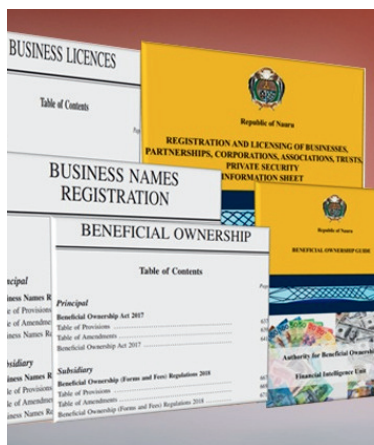 BUSINESS LICENCES
Table of Contents
Republic of Nauru
REGISTRATION AND LICENSING OF BUSINESSES,
PARTNERSHIPS, CORPORATIONS, ASSOCIATIONS, TRUSTS,
PRIVATE SECURITY
INFORMATION SHEET
BUSINESS NAMES
REGISTRATION
Republic of Nauru
BENEFICIAL OWNERSHIP GUIDE
Authority for Beneficial
Financial Intelligence Unit
BENEFICIAL OWNERSHIP
Table of Contents
Principal
Beneficial Ownership Act 2017
Table of Provisions
Table of Amendments
Beneficial Ownership Act 2017
Subsidiary
Beneficial Ownership (Forms and Fees) Regulations 2018
Table of Provisions
Table of Amendments
Beneficial Ownership (Forms and Fees) Regulations 2018